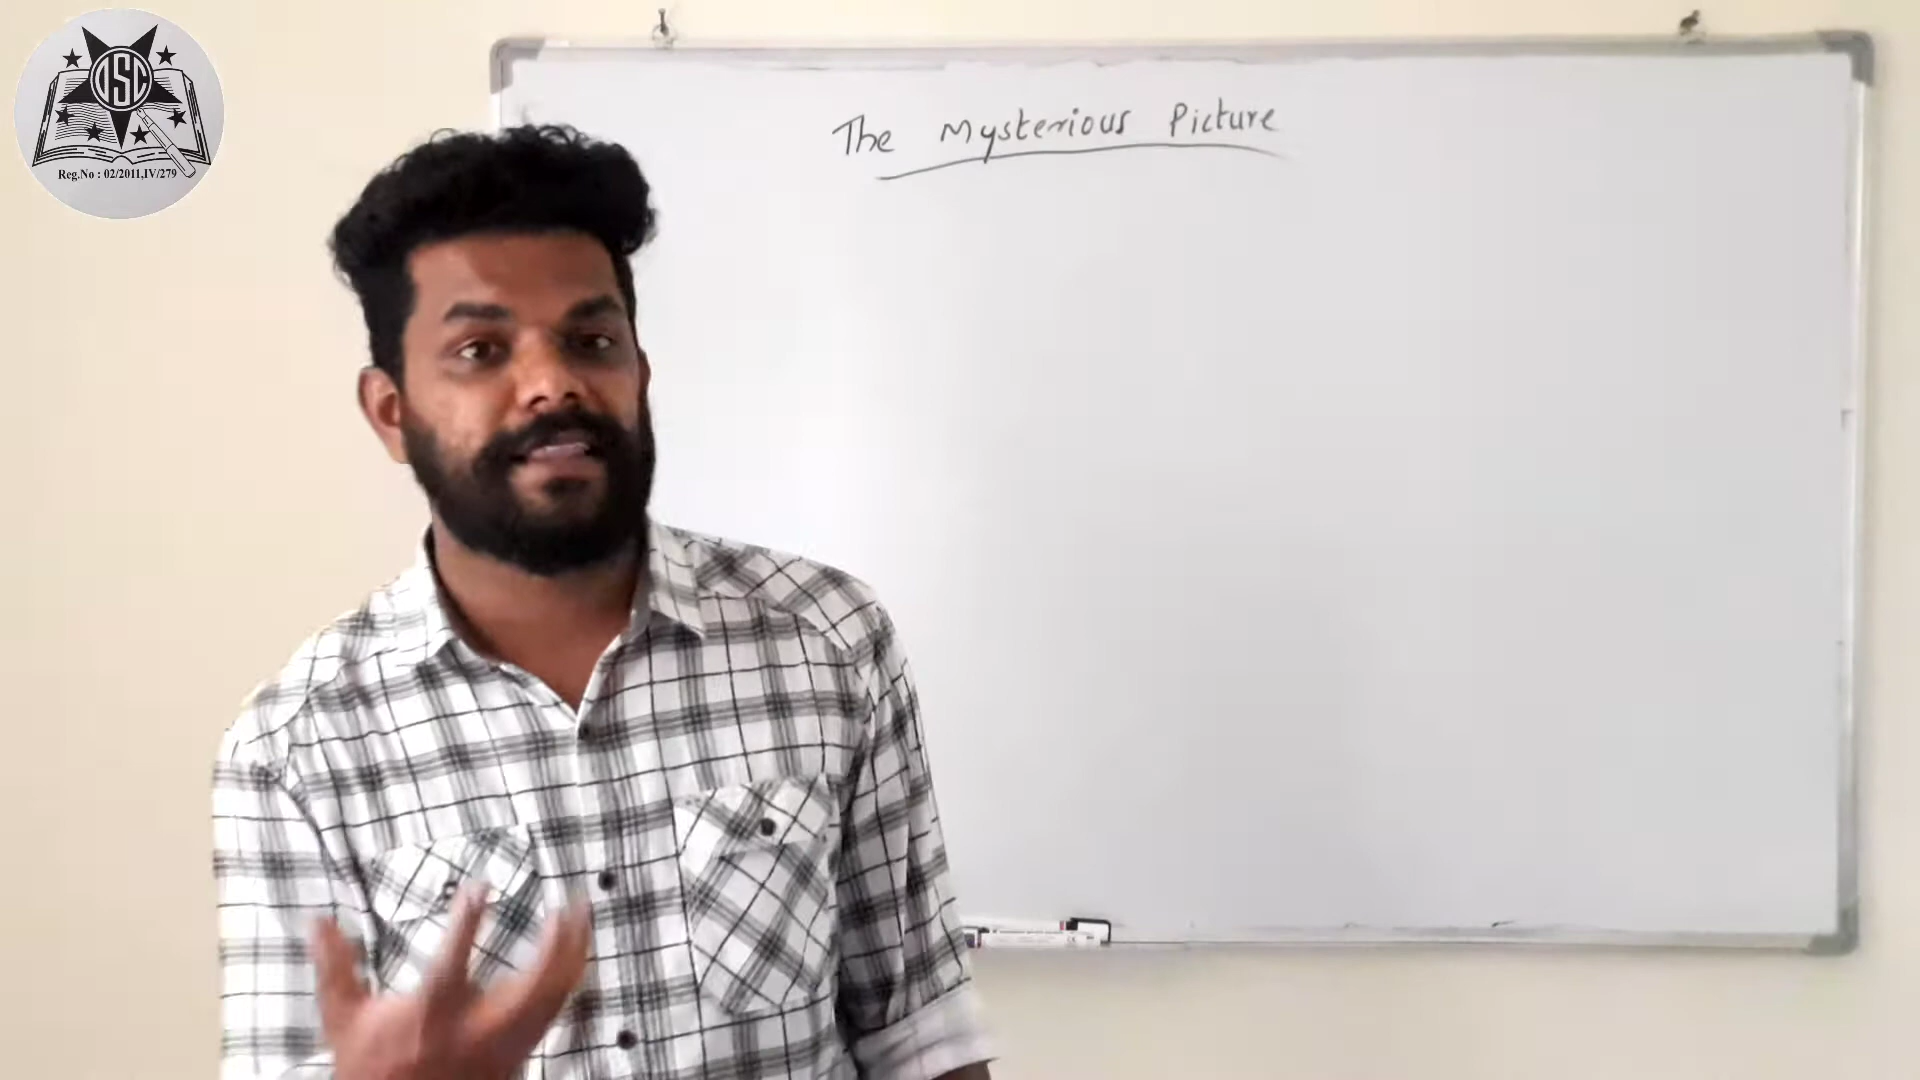 OSC
Reg.No : 02/2011,IV/279
The Mysterious Picture